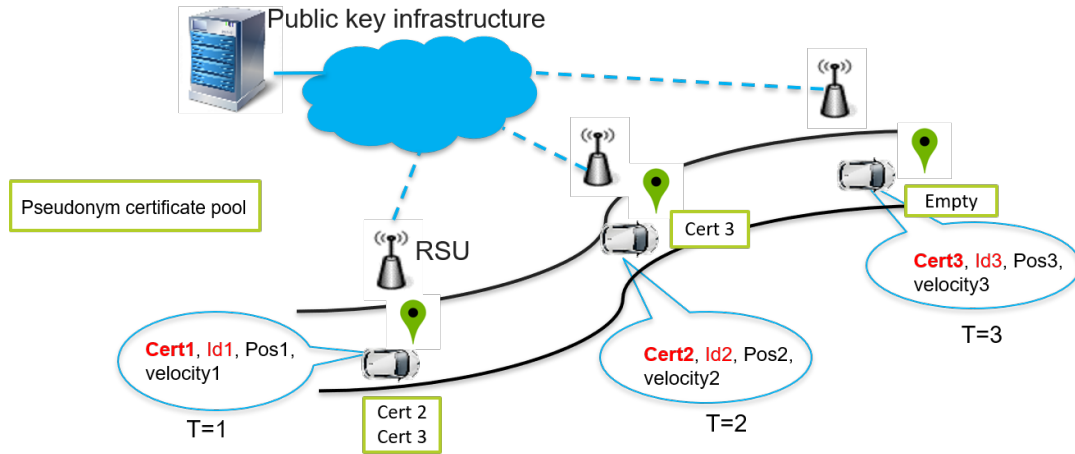 Public key infrastructure
Pseudonym certificate pool
RSU
Cert1, Id1, Pos1,
velocity1
Cert 2
Cert 3
T=1
Cert 3
Cert2, Id2, Pos2,
velocity2
T=2
Empty
Cert3, Id3, Pos3,
velocity3
T=3